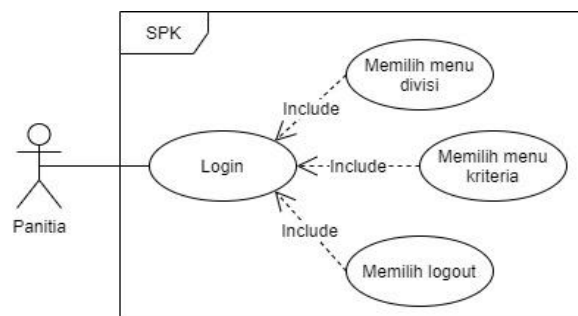 SPK
Memilih menu
divisi
Include
Login
Include
Memilih menu
kriteria
Panitia
Include
Memilih logout